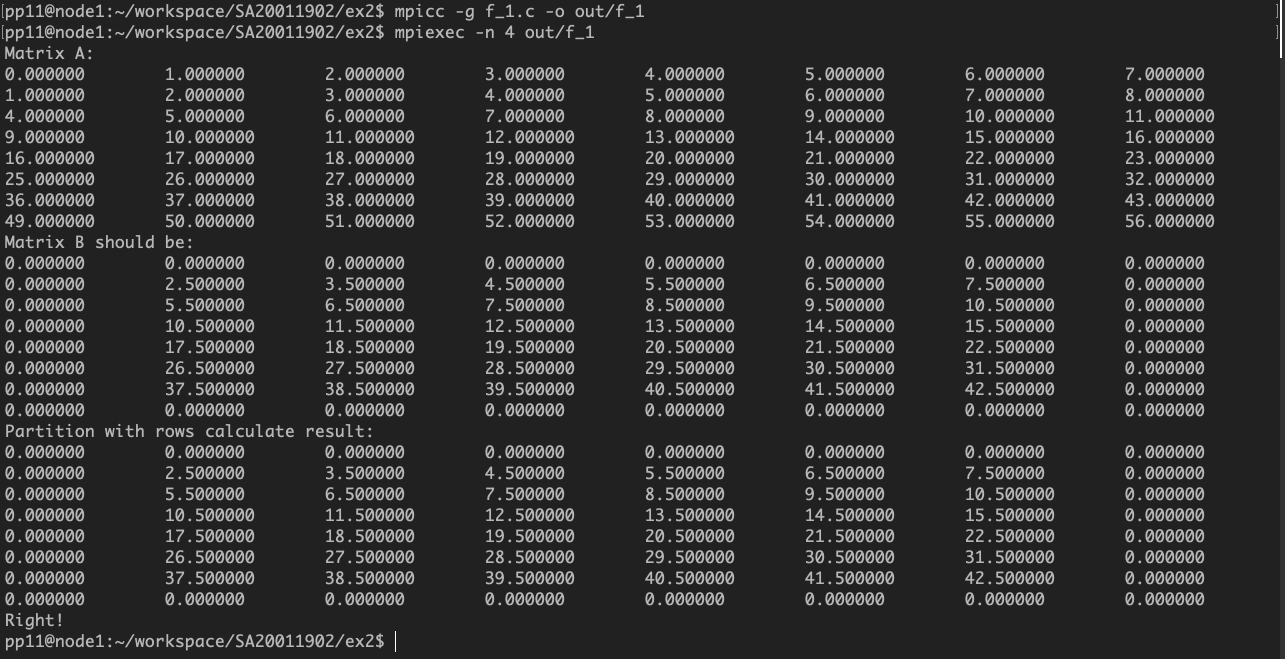 [pp11@node1:~/workspace/SA20011902/ex2$ mpicc -g f_1.c -o out/f_1 ]
[pp11@node1:~/workspace/SA20011902/ex2$ mpiexec -n 4 out/f_1 ]
Matrix A:
0.000000 1.000000 2.000000 3.000000 4.000000 5.000000 6.000000 7.000000
1.000000 2.000000 3.000000 4.000000 5.000000 6.000000 7.000000 8.000000
4.000000 5.000000 6.000000 7.000000 8.000000 9.000000 10.000000 11.000000
9.000000 10.000000 11.000000 12.000000 13.000000 14.000000 15.000000 16.000000
16.000000 17.000000 18.000000 19.000000 20.000000 21.000000 22.000000 23.000000
25.000000 26.000000 27.000000 28.000000 29.000000 30.000000 31.000000 32.000000
36.000000 37.000000 38.000000 39.000000 40.000000 41.000000 42.000000 43.000000
49.000000 50.000000 51.000000 52.000000 53.000000 54.000000 55.000000 56.000000
Matrix B should be:
0.000000 0.000000 0.000000 0.000000 0.000000 0.000000 0.000000 0.000000
0.000000 2.500000 3.500000 4.500000 5.500000 6.500000 7.500000 0.000000
0.000000 5.500000 6.500000 7.500000 8.500000 9.500000 10.500000 0.000000
0.000000 10.500000 11.500000 12.500000 13.500000 14.500000 15.500000 0.000000
0.000000 17.500000 18.500000 19.500000 20.500000 21.500000 22.500000 0.000000
0.000000 26.500000 27.500000 28.500000 29.500000 30.500000 31.500000 0.000000
0.000000 37.500000 38.500000 39.500000 40.500000 41.500000 42.500000 0.000000
0.000000 0.000000 0.000000 0.000000 0.000000 0.000000 0.000000 0.000000
Partition with rows calculate result:
0.000000 0.000000 0.000000 0.000000 0.000000 0.000000 0.000000 0.000000
0.000000 2.500000 3.500000 4.500000 5.500000 6.500000 7.500000 0.000000
0.000000 5.500000 6.500000 7.500000 8.500000 9.500000 10.500000 0.000000
0.000000 10.500000 11.500000 12.500000 13.500000 14.500000 15.500000 0.000000
0.000000 17.500000 18.500000 19.500000 20.500000 21.500000 22.500000 0.000000
0.000000 26.500000 27.500000 28.500000 29.500000 30.500000 31.500000 0.000000
0.000000 37.500000 38.500000 39.500000 40.500000 41.500000 42.500000 0.000000
0.000000 0.000000 0.000000 0.000000 0.000000 0.000000 0.000000 0.000000
Right!
pp11@node1:~/workspace/SA20011902/ex2$